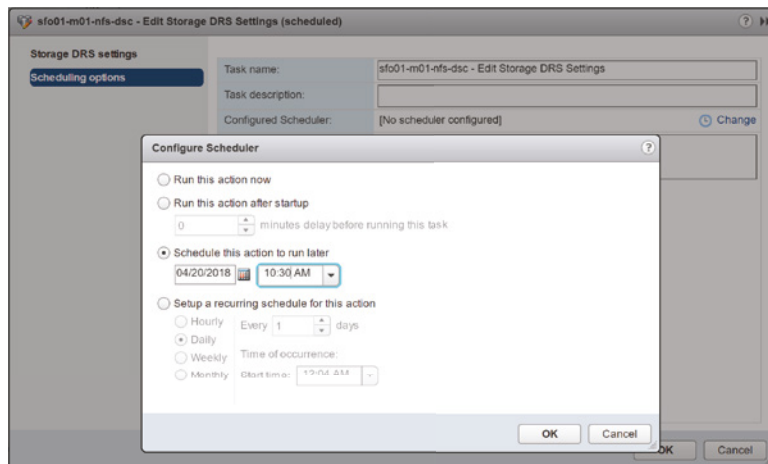 sfo01-m01-nfs-dsc - Edit Storage DRS Settings (scheduled)
Storage DRS settings
Scheduling options
Task name: sfo01-m01-nfs-dsc - Edit Storage DRS Settings
Task description:
Configured Scheduler: [No scheduler configured] Change
Configure Scheduler
Run this action now
Run this action after startup
0 minutes delay before running this task
Schedule this action to run later
04/20/2018 10:30 AM
Setup a recurring schedule for this action
Hourly Every 1 days
Daily
Weekly Time of occurrence:
Monthly Start time: 12:04 AM
OK Cancel
OK Cancel